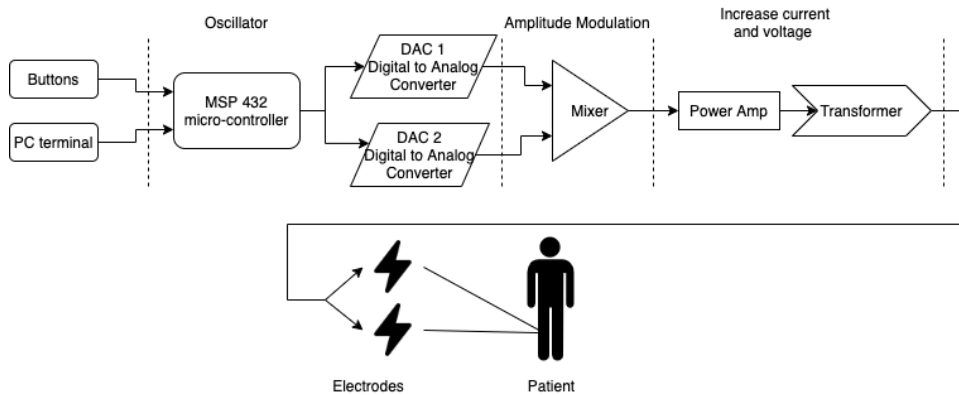 Oscillator
Amplitude Modulation
Increase current
and voltage
Buttons
PC terminal
MSP 432
micro-controller
DAC 1
Digital to Analog
Converter
DAC 2
Digital to Analog
Converter
Mixer
Power Amp
Transformer
Electrodes
Patient